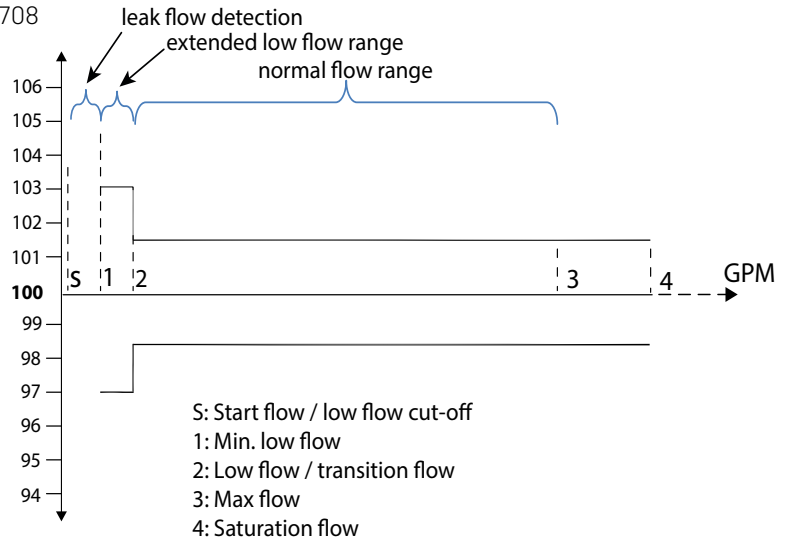 708
leak flow detection
extended low flow range
normal flow range
106
105
104
103
102
101
100
99
98
97
96
95
94
S 1 2 3 4 GPM
S: Start flow / low flow cut-off
1: Min. low flow
2: Low flow / transition flow
3: Max flow
4: Saturation flow